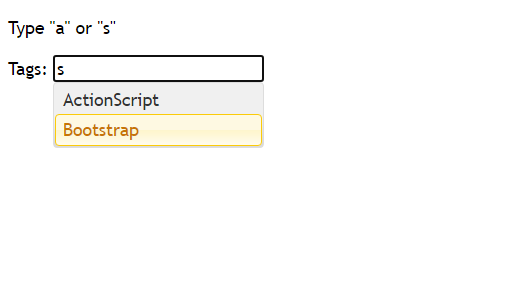 Type "a" or "s"
Tags: s
ActionScript
Bootstrap